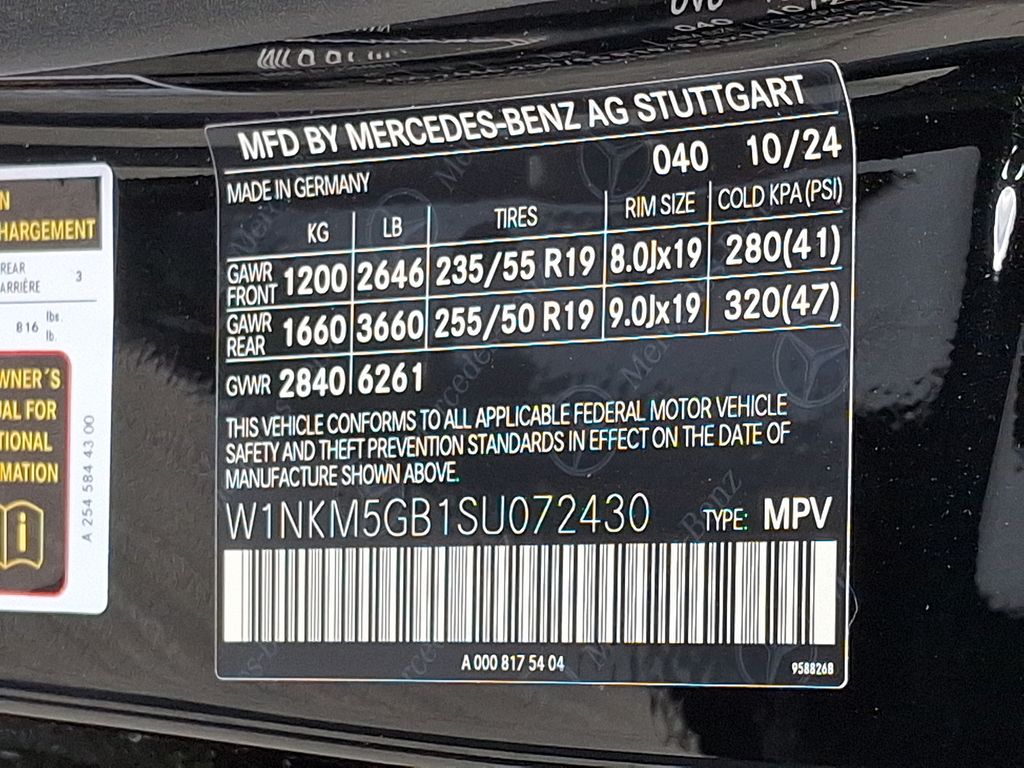 MFD BY MERCEDES-BENZ AG STUTTGART
MADE IN GERMANY 040 10/24
KG LB TIRES RIM SIZE COLD KPA (PSI)
GAWR FRONT 1200 2646 235/55 R19 8.0Jx19 280(41)
GAWR REAR 1660 3660 255/50 R19 9.0Jx19 320(47)
GVWR 2840 6261
THIS VEHICLE CONFORMS TO ALL APPLICABLE FEDERAL MOTOR VEHICLE
SAFETY AND THEFT PREVENTION STANDARDS IN EFFECT ON THE DATE OF
MANUFACTURE SHOWN ABOVE.
W1NKM5GB1SU072430 TYPE: MPV
A 000 817 54 04
9588268
HARGEMENT
REAR
ARRIÈRE 3
816 lbs.
lb.
WNER´S
UAL FOR
TIONAL
MATION
A 254 584 43 00